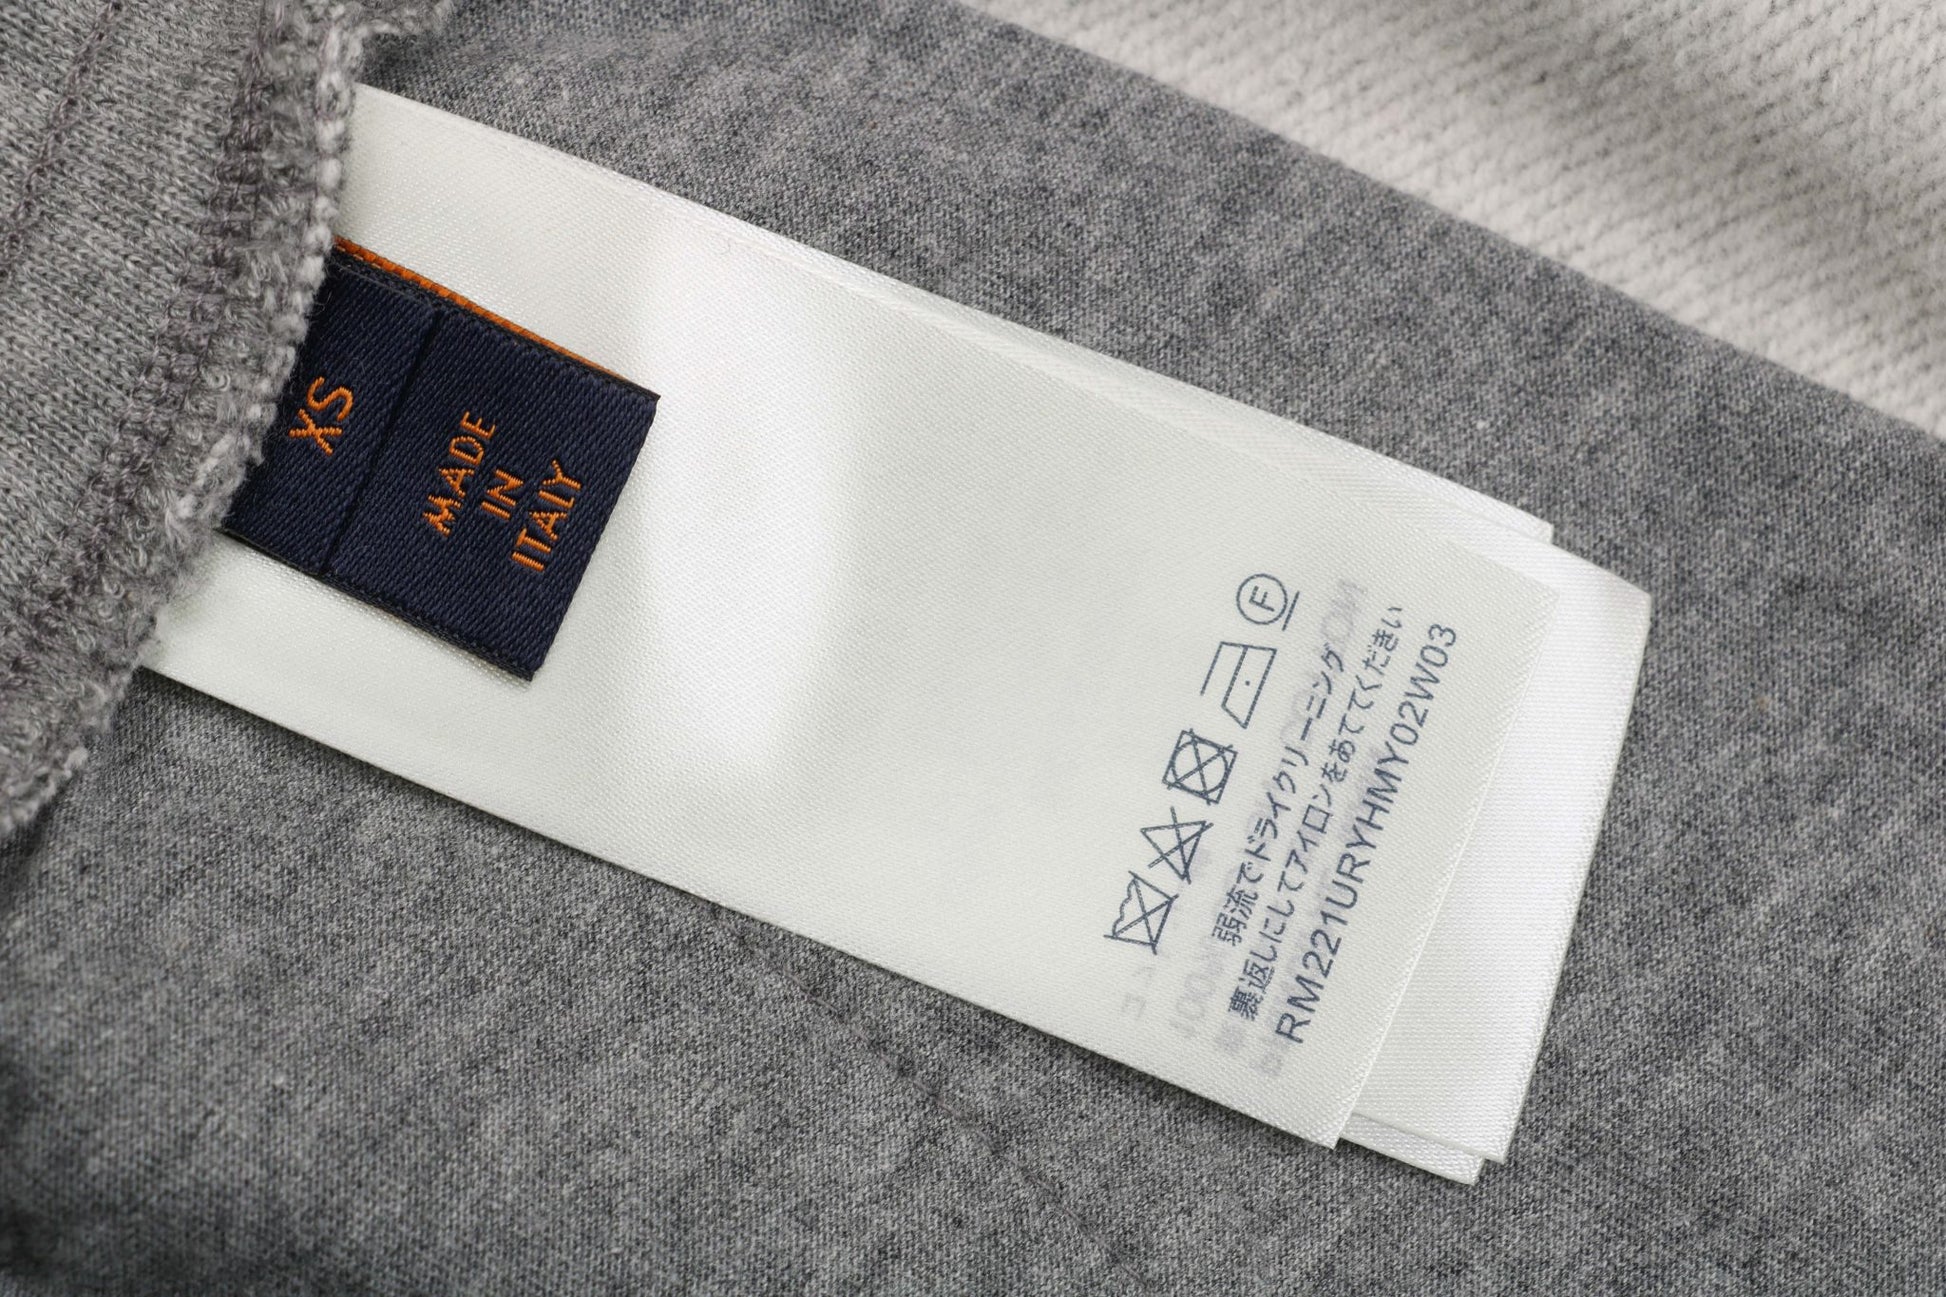 XS
MADE
IN
ITALY
F
弱流でドライクリーニング
裏返しにしてアイロンをあててください
RM221URYHMY02W03